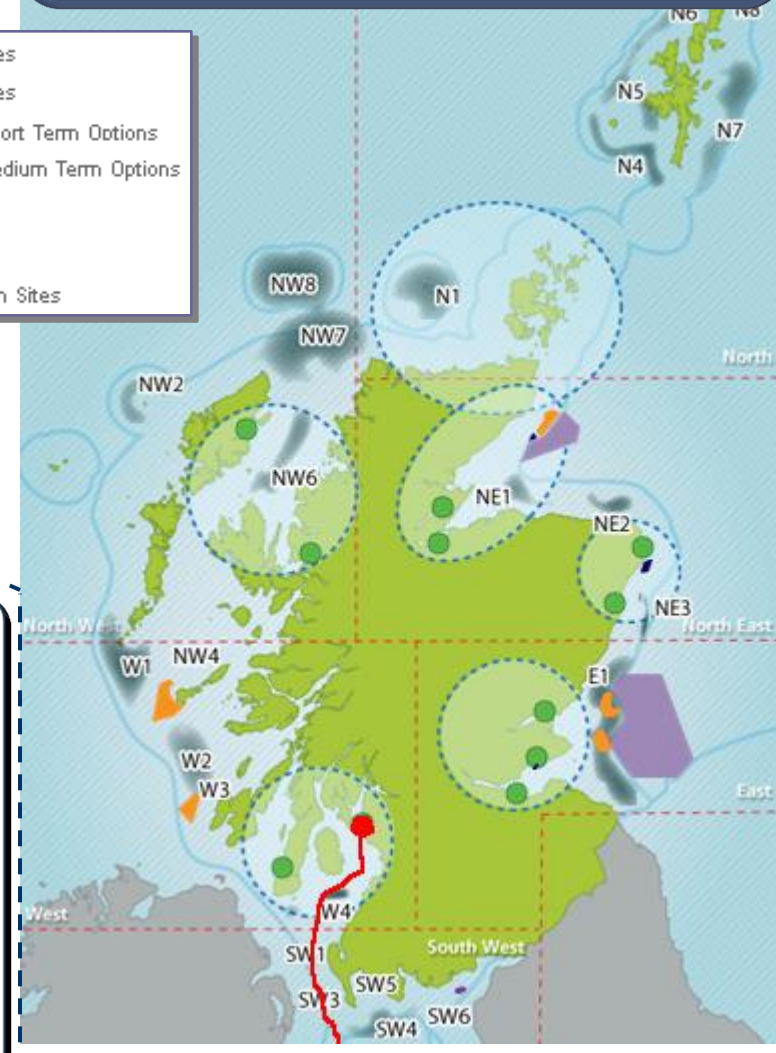 N6 N8
es
es
N5
ort Term Options
N7
edium Term Options
N4
NW8
N1
n Sites
NW7
North
NW2
NW6
NE1
NE2
NE3
North West
North East
W1
NW4
E1
W2
W3
East
W4
West
SW1
South West
SW5
SW3
SW6
SW4